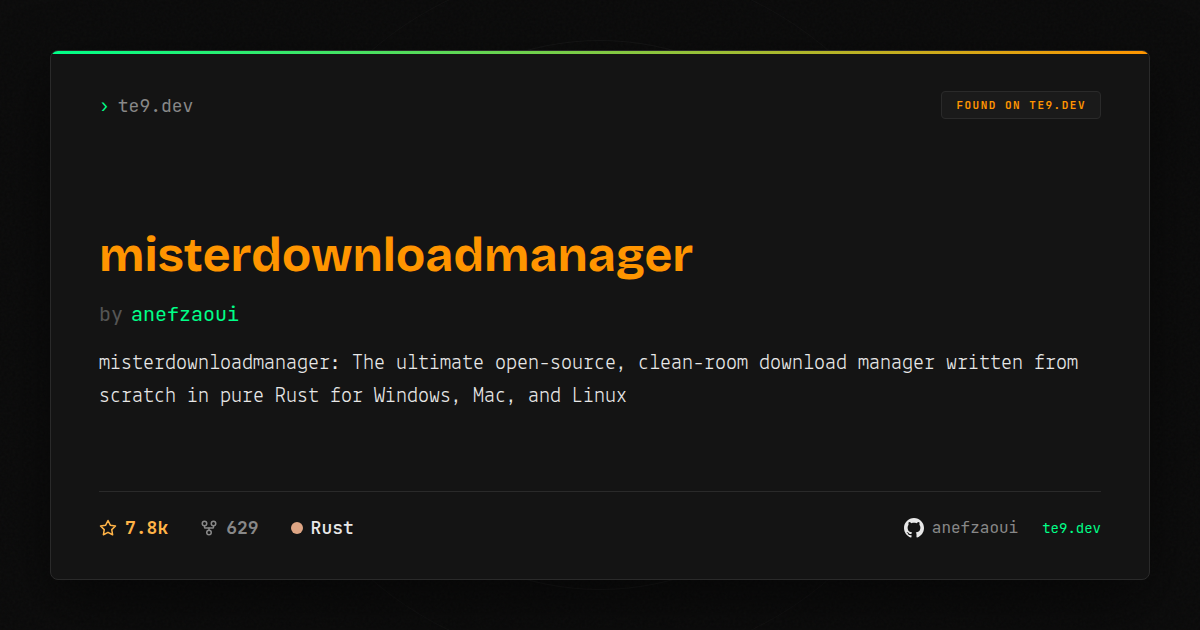 › te9.dev
FOUND ON TE9.DEV
misterdownloadmanager
by anefzaoui
misterdownloadmanager: The ultimate open-source, clean-room download manager written from
scratch in pure Rust for Windows, Mac, and Linux
7.8k 629 Rust
anefzaoui te9.dev